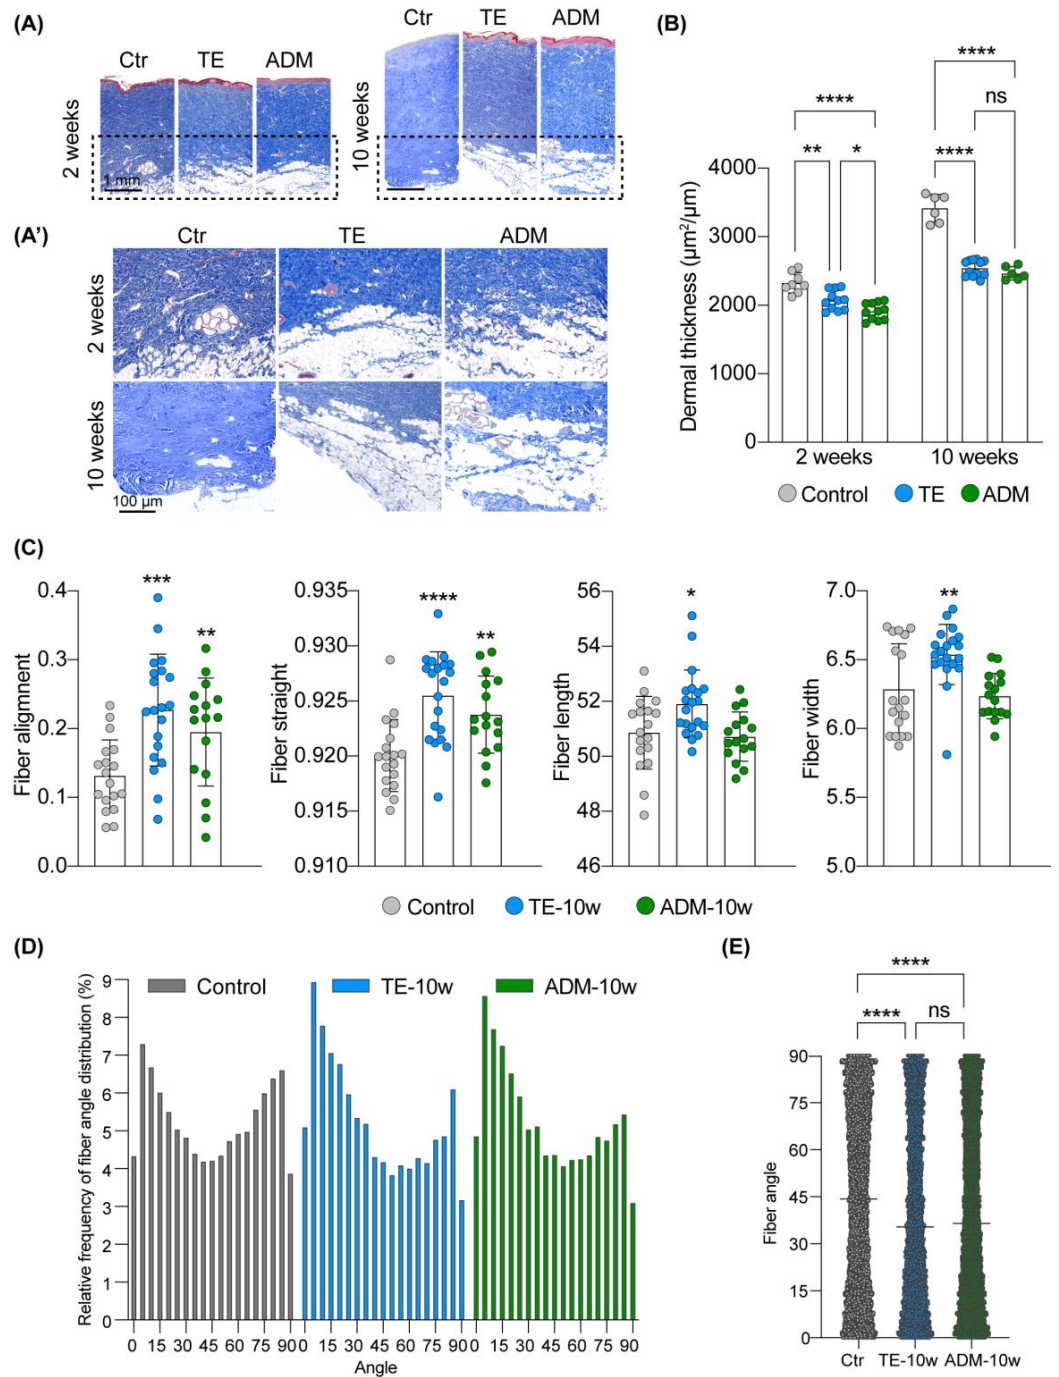 (A)
Ctr TE ADM
Ctr TE ADM
2 weeks
1 mm
10 weeks
(A')
Ctr TE ADM
2 weeks
10 weeks
100 µm
(B)
****
****
ns
**
*
****
Dermal thickness (µm²/µm)
4000
3000
2000
1000
0
2 weeks 10 weeks
Control TE ADM
(C)
Fiber alignment
0.4
0.3
0.2
0.1
0.0
***
**
Fiber straight
0.935
0.930
0.925
0.920
0.915
0.910
****
**
Fiber length
56
54
52
50
48
46
*
Fiber width
7.0
6.5
6.0
5.5
5.0
**
Control TE-10w ADM-10w
(D)
Relative frequency of fiber angle distribution (%)
9
8
7
6
5
4
3
2
1
0
Control TE-10w ADM-10w
0 15 30 45 60 75 90 0 15 30 45 60 75 90 0 15 30 45 60 75 90
Angle
(E)
****
****
ns
Fiber angle
90
75
60
45
30
15
0
Ctr TE-10w ADM-10w